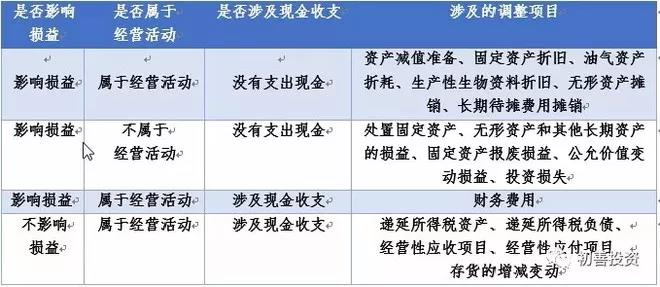 是否影响 是否属于 是否涉及现金收支 涉及的调整项目
损益 经营活动
资产减值准备、固定资产折旧、油气资产
影响损益 属于经营活动 没有支出现金 折耗、生产性生物资料折旧、无形资产摊
销、长期待摊费用摊销
影响损益 不属于 没有支出现金 处置固定资产、无形资产和其他长期资产
经营活动 的损益、固定资产报废损益、公允价值变
动损益、投资损失
影响损益 属于经营活动 涉及现金收支 财务费用
不影响 属于经营活动 涉及现金收支 递延所得税资产、递延所得税负债、
损益 经营性应收项目、经营性应付项目
存货的增减变动
初善投资